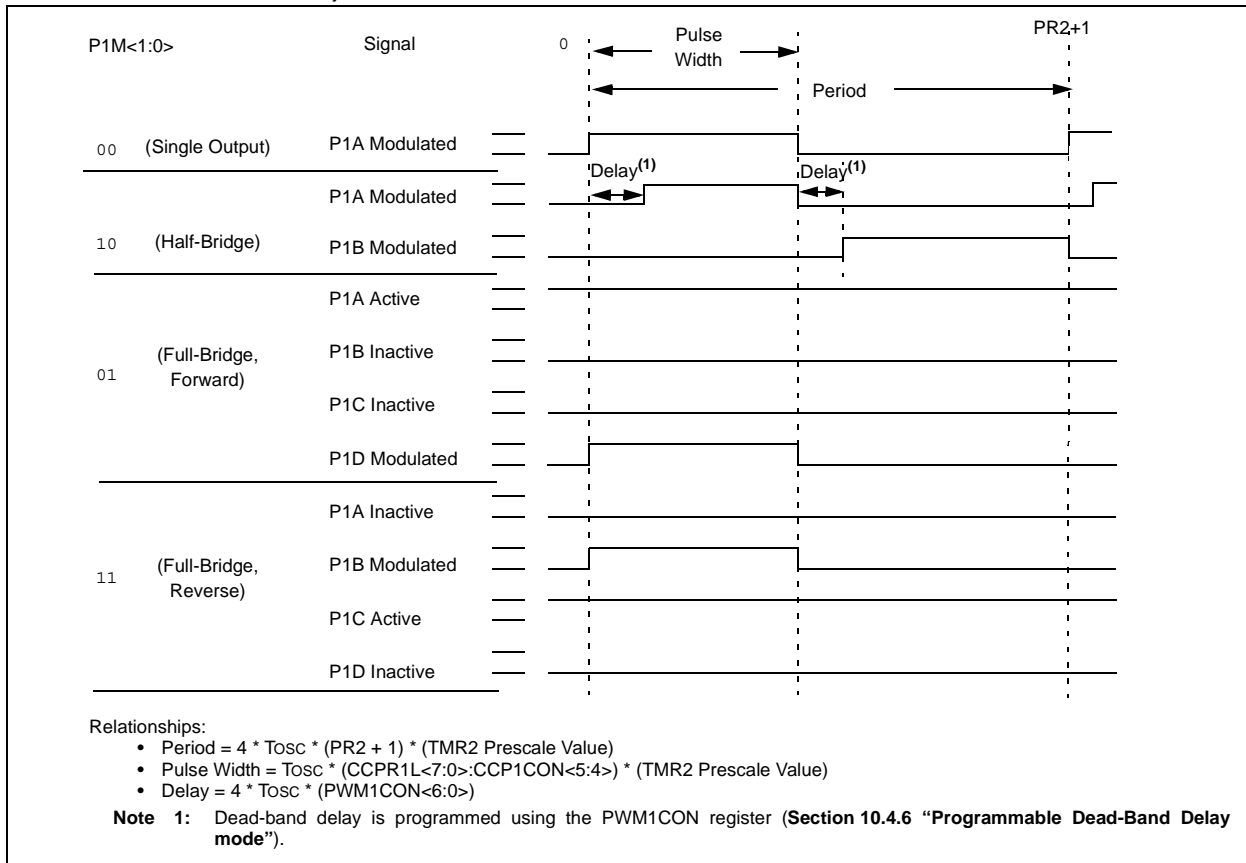 P1M<1:0> Signal 0 Pulse Width PR2+1
Period
00 (Single Output) P1A Modulated
Delay(1) Delay(1)
P1A Modulated
10 (Half-Bridge) P1B Modulated
P1A Active
P1B Inactive
01 (Full-Bridge, Forward)
P1C Inactive
P1D Modulated
P1A Inactive
P1B Modulated
11 (Full-Bridge, Reverse)
P1C Active
P1D Inactive
Relationships:
• Period = 4 * TOSC * (PR2 + 1) * (TMR2 Prescale Value)
• Pulse Width = TOSC * (CCPR1L<7:0>:CCP1CON<5:4>) * (TMR2 Prescale Value)
• Delay = 4 * TOSC * (PWM1CON<6:0>)
Note 1: Dead-band delay is programmed using the PWM1CON register (Section 10.4.6 “Programmable Dead-Band Delay
mode”).